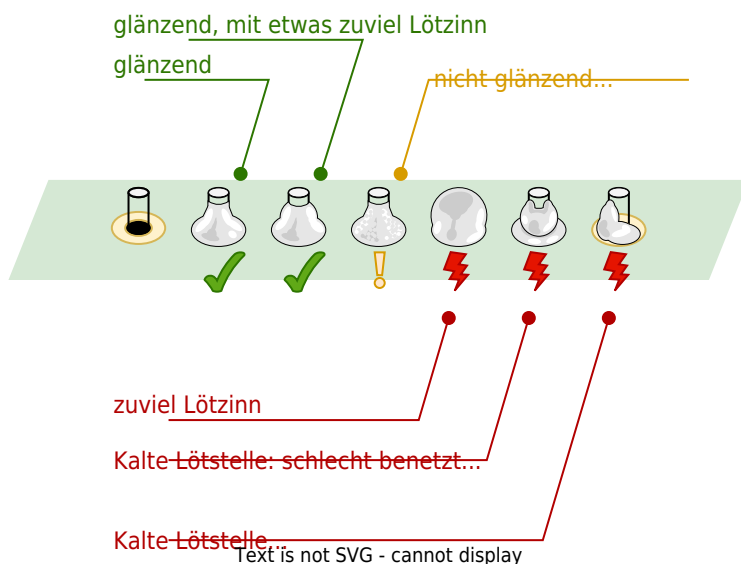 glänzend, mit etwas zuviel Lötzinn
glänzend
nicht glänzend...
zuviel Lötzinn
Kalte Lötstelle: schlecht benetzt...
Kalte Lötstelle...
Text is not SVG - cannot display